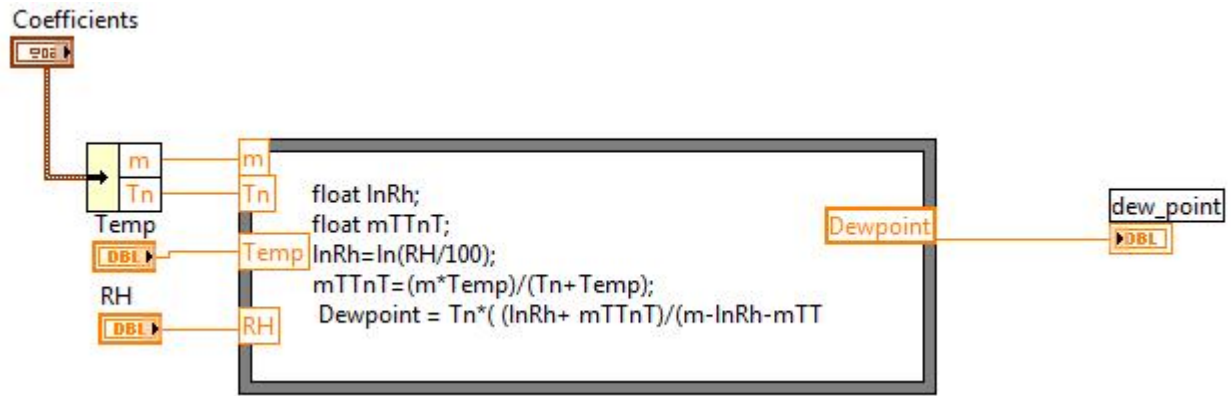 Coefficients
m
Tn
Temp
DBL
RH
DBL
m
Tn
Temp
RH
float lnRh;
float mTTnT;
lnRh=ln(RH/100);
mTTnT=(m*Temp)/(Tn+Temp);
Dewpoint = Tn*( (lnRh+ mTTnT)/(m-lnRh-mTT
Dewpoint
dew_point
DBL